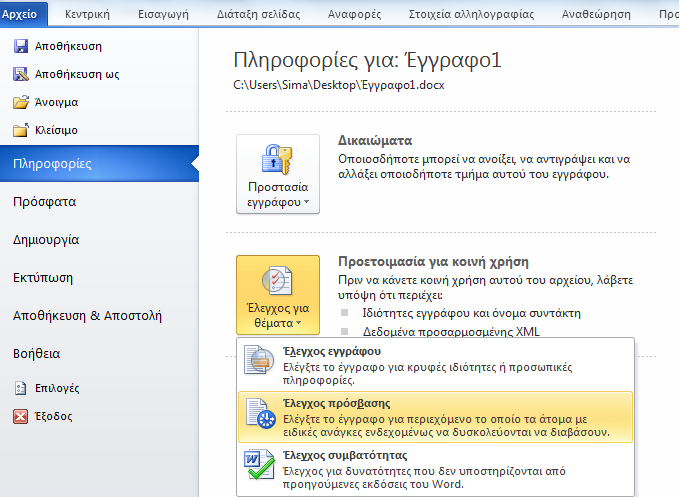 Αρχείο Κεντρική Εισαγωγή Διάταξη σελίδας Αναφορές Στοιχεία αλληλογραφίας Αναθεώρηση Προ
Αποθήκευση
Αποθήκευση ως
Άνοιγμα
Κλείσιμο
Πληροφορίες
Πρόσφατα
Δημιουργία
Εκτύπωση
Αποθήκευση & Αποστολή
Βοήθεια
Επιλογές
Έξοδος
Πληροφορίες για: Έγγραφο1
C:\Users\Sima\Desktop\Έγγραφο1.docx
Προστασία
εγγράφου
Δικαιώματα
Οποιοσδήποτε μπορεί να ανοίξει, να αντιγράψει και να
αλλάξει οποιοδήποτε τμήμα αυτού του εγγράφου.
Έλεγχος για
θέματα
Προετοιμασία για κοινή χρήση
Πριν να κάνετε κοινή χρήση αυτού του αρχείου, λάβετε
υπόψη ότι περιέχει:
Ιδιότητες εγγράφου και όνομα συντάκτη
Δεδομένα προσαρμοσμένης XML
Έλεγχος εγγράφου
Ελέγξτε το έγγραφο για κρυφές ιδιότητες ή προσωπικές
πληροφορίες.
Έλεγχος πρόσβασης
Ελέγξτε το έγγραφο για περιεχόμενο το οποίο τα άτομα με
ειδικές ανάγκες ενδεχομένως να δυσκολεύονται να διαβάσουν.
Έλεγχος συμβατότητας
Έλεγχος για δυνατότητες που δεν υποστηρίζονται από
προηγούμενες εκδόσεις του Word.